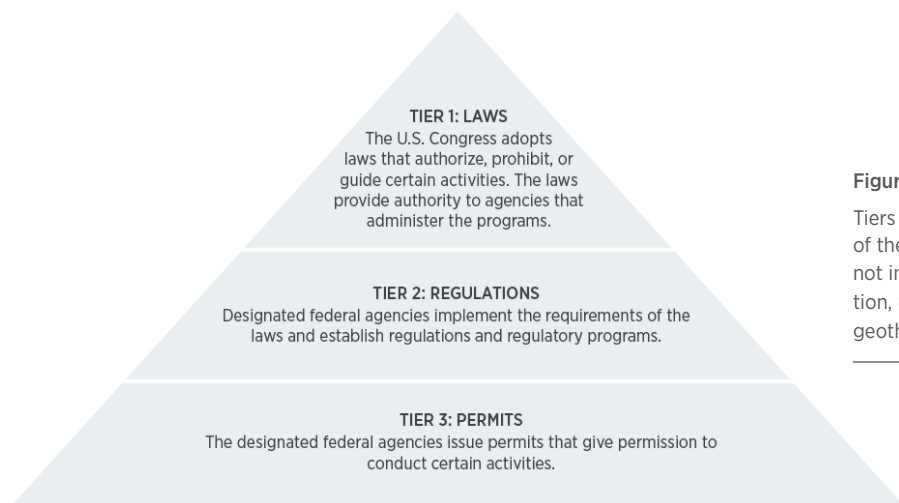 TIER 1: LAWS
The U.S. Congress adopts
laws that authorize, prohibit, or
guide certain activities. The laws
provide authority to agencies that
administer the programs.
TIER 2: REGULATIONS
Designated federal agencies implement the requirements of the
laws and establish regulations and regulatory programs.
TIER 3: PERMITS
The designated federal agencies issue permits that give permission to
conduct certain activities.
Tiers
of
not
tion,